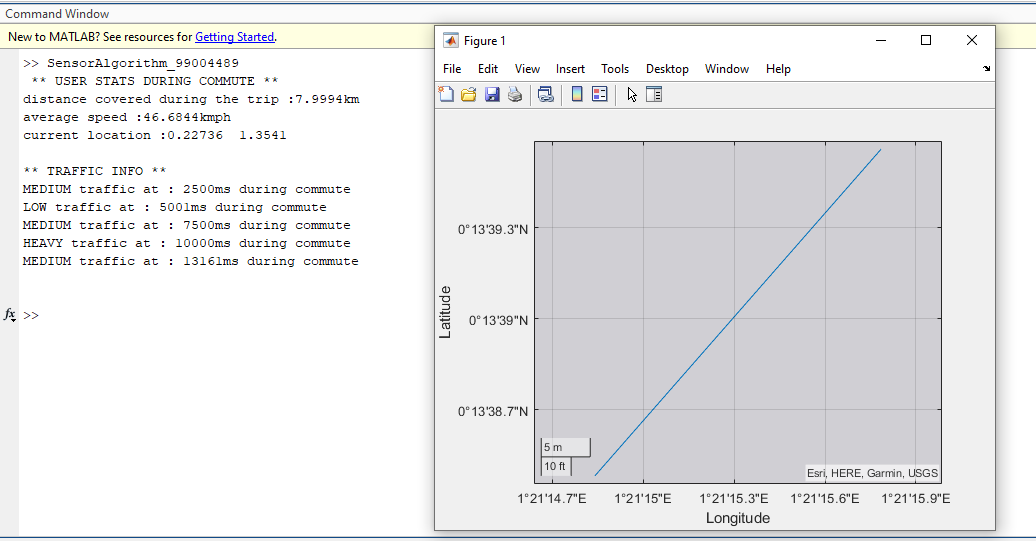 Command Window
New to MATLAB? See resources for Getting Started.
>> SensorAlgorithm_99004489
** USER STATS DURING COMMUTE **
distance covered during the trip :7.9994km
average speed :46.6844kmph
current location :0.22736  1.3541
** TRAFFIC INFO **
MEDIUM traffic at : 2500ms during commute
LOW traffic at : 5001ms during commute
MEDIUM traffic at : 7500ms during commute
HEAVY traffic at : 10000ms during commute
MEDIUM traffic at : 13161ms during commute
fx >>
Figure 1
File Edit View Insert Tools Desktop Window Help
Latitude
0°13'39.3"N
0°13'39"N
0°13'38.7"N
5 m
10 ft
Esri, HERE, Garmin, USGS
1°21'14.7"E 1°21'15"E 1°21'15.3"E 1°21'15.6"E 1°21'15.9"E
Longitude